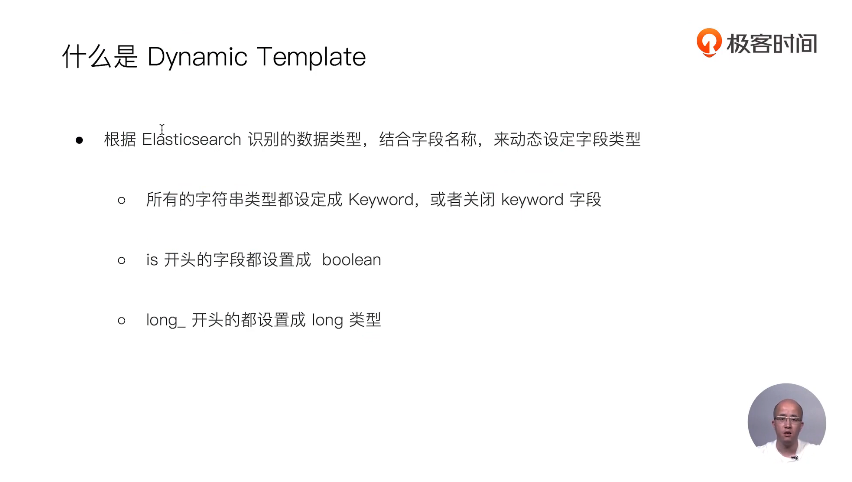 什么是 Dynamic Template
极客时间
● 根据 Elasticsearch 识别的数据类型，结合字段名称，来动态设定字段类型
○ 所有的字符串类型都设定成 Keyword，或者关闭 keyword 字段
○ is 开头的字段都设置成 boolean
○ long_ 开头的都设置成 long 类型